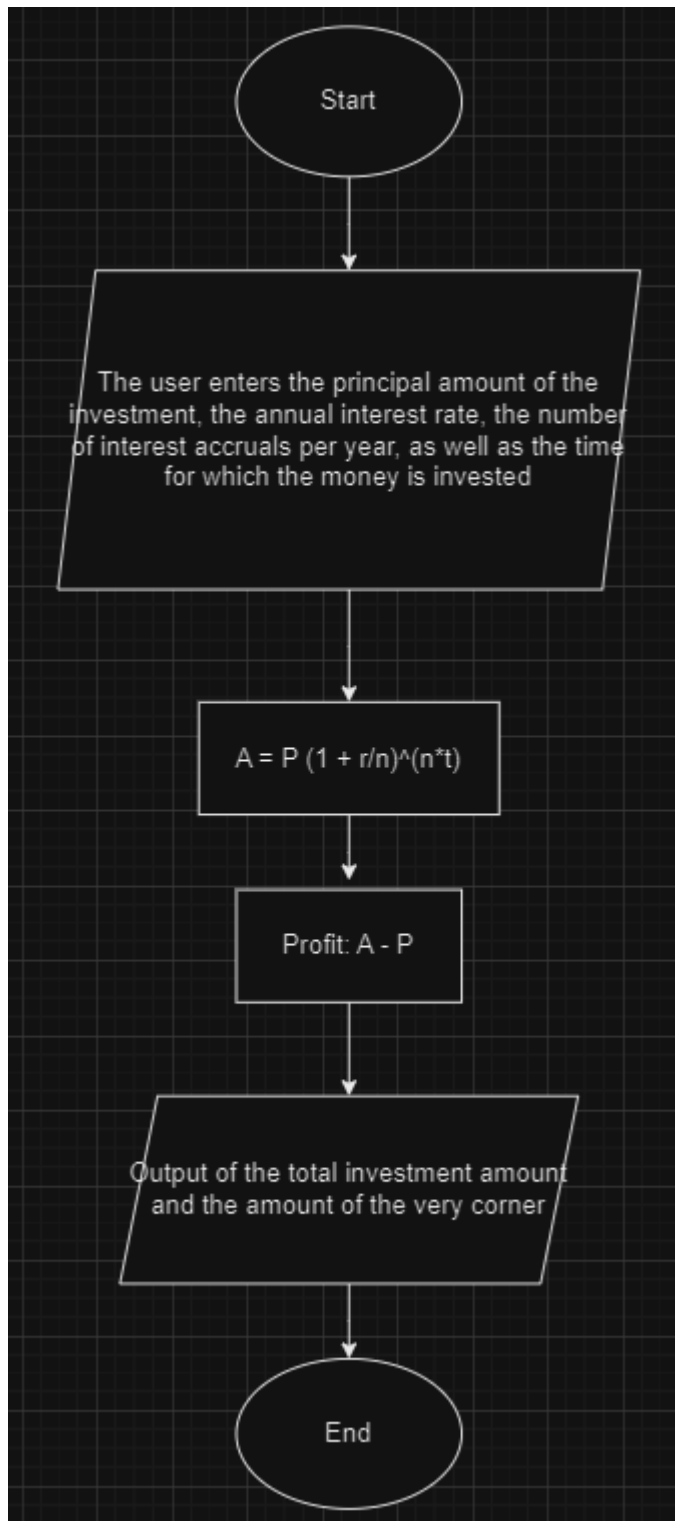 Start
The user enters the principal amount of the
investment, the annual interest rate, the number
of interest accruals per year, as well as the time
for which the money is invested
A = P (1 + r/n)^(n*t)
Profit: A - P
Output of the total investment amount
and the amount of the very corner
End